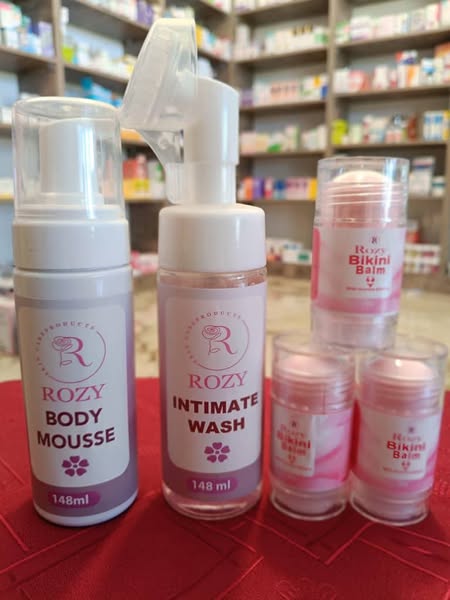 R
ROZY
BODY
MOUSSE
148ml
R
ROZY
INTIMATE
WASH
148 ml
Rozy
Bikini
Balm
Rozy
Bikini
Balm
Rozy
Bikini
Balm